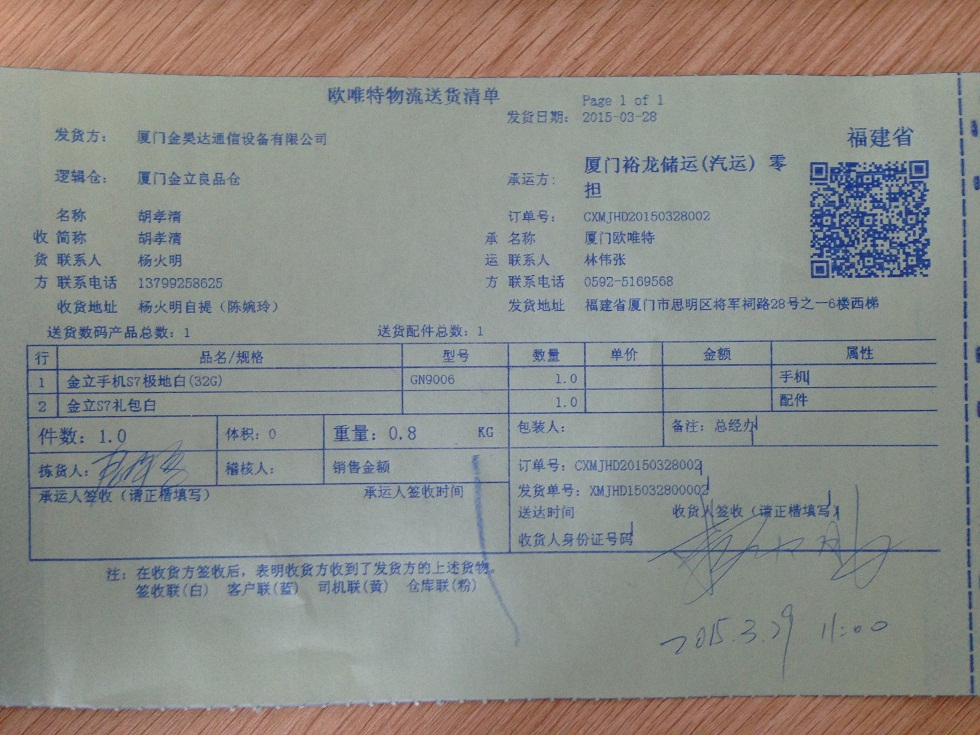 欧唯特物流送货清单
Page 1 of 1
发货日期: 2015-03-28
发货方: 厦门金昊达通信设备有限公司
福建省
逻辑仓: 厦门金立良品仓
承运方: 厦门裕龙储运(汽运) 零担
名称 胡孝清
订单号: CXMJHD20150328002
收 简称 胡孝清
承 名称 厦门欧唯特
货 联系人 杨火明
运 联系人 林伟张
方 联系电话 13799258625
方 联系电话 0592-5169568
收货地址 杨火明自提(陈婉玲)
发货地址 福建省厦门市思明区将军祠路28号之一6楼西梯
送货数码产品总数: 1 送货配件总数: 1
行 品名/规格 型号 数量 单价 金额 属性
1 金立手机S7极地白(32G) GN9006 1.0 手机
2 金立S7礼包白 1.0 配件
件数: 1.0 体积: 0 重量: 0.8 KG 包装人: 备注: 总经办
拣货人: 稽核人: 销售金额
订单号: CXMJHD20150328002
承运人签收(请正楷填写) 承运人签收时间
发货单号: XMJHD15032800002
送达时间 收货人签收(请正楷填写)
收货人身份证号码
注: 在收货方签收后, 表明收货方收到了发货方的上述货物。
签收联(白) 客户联(蓝) 司机联(黄) 仓库联(粉)
2015.3.29 11:00